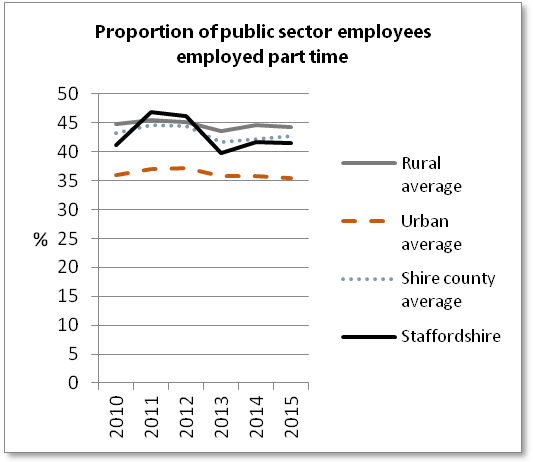 Proportion of public sector employees
employed part time
50
45
40
35
30
25
20
15
10
5
0
%
2010
2011
2012
2013
2014
2015
Rural
average
Urban
average
Shire county
average
Staffordshire